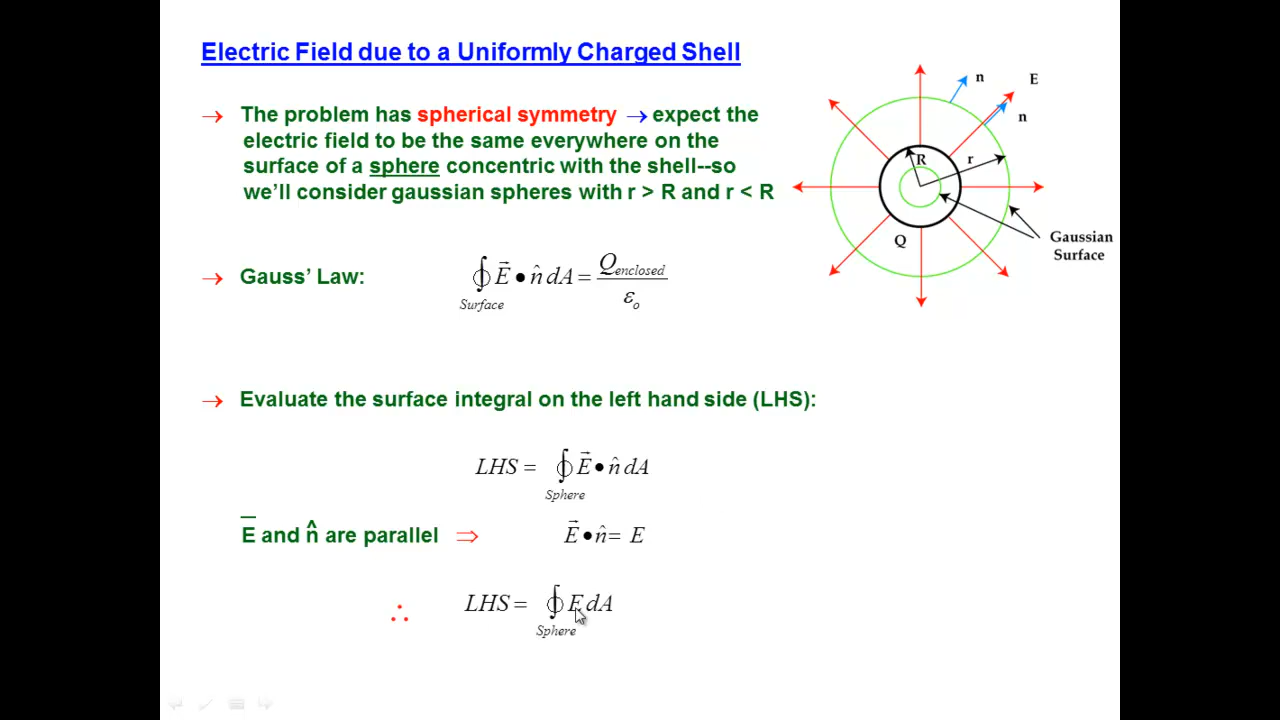 Electric Field due to a Uniformly Charged Shell
→ The problem has spherical symmetry → expect the
electric field to be the same everywhere on the
surface of a sphere concentric with the shell--so
we'll consider gaussian spheres with r > R and r < R
n
E
n
R
r
Q
Gaussian
Surface
→ Gauss' Law: ∮ E⃗ • n̂ dA = Q_enclosed / ε_o
Surface
→ Evaluate the surface integral on the left hand side (LHS):
LHS = ∮ E⃗ • n̂ dA
Sphere
E̅ and n̂ are parallel ⇒ E⃗ • n̂ = E
∴ LHS = ∮ E dA
Sphere